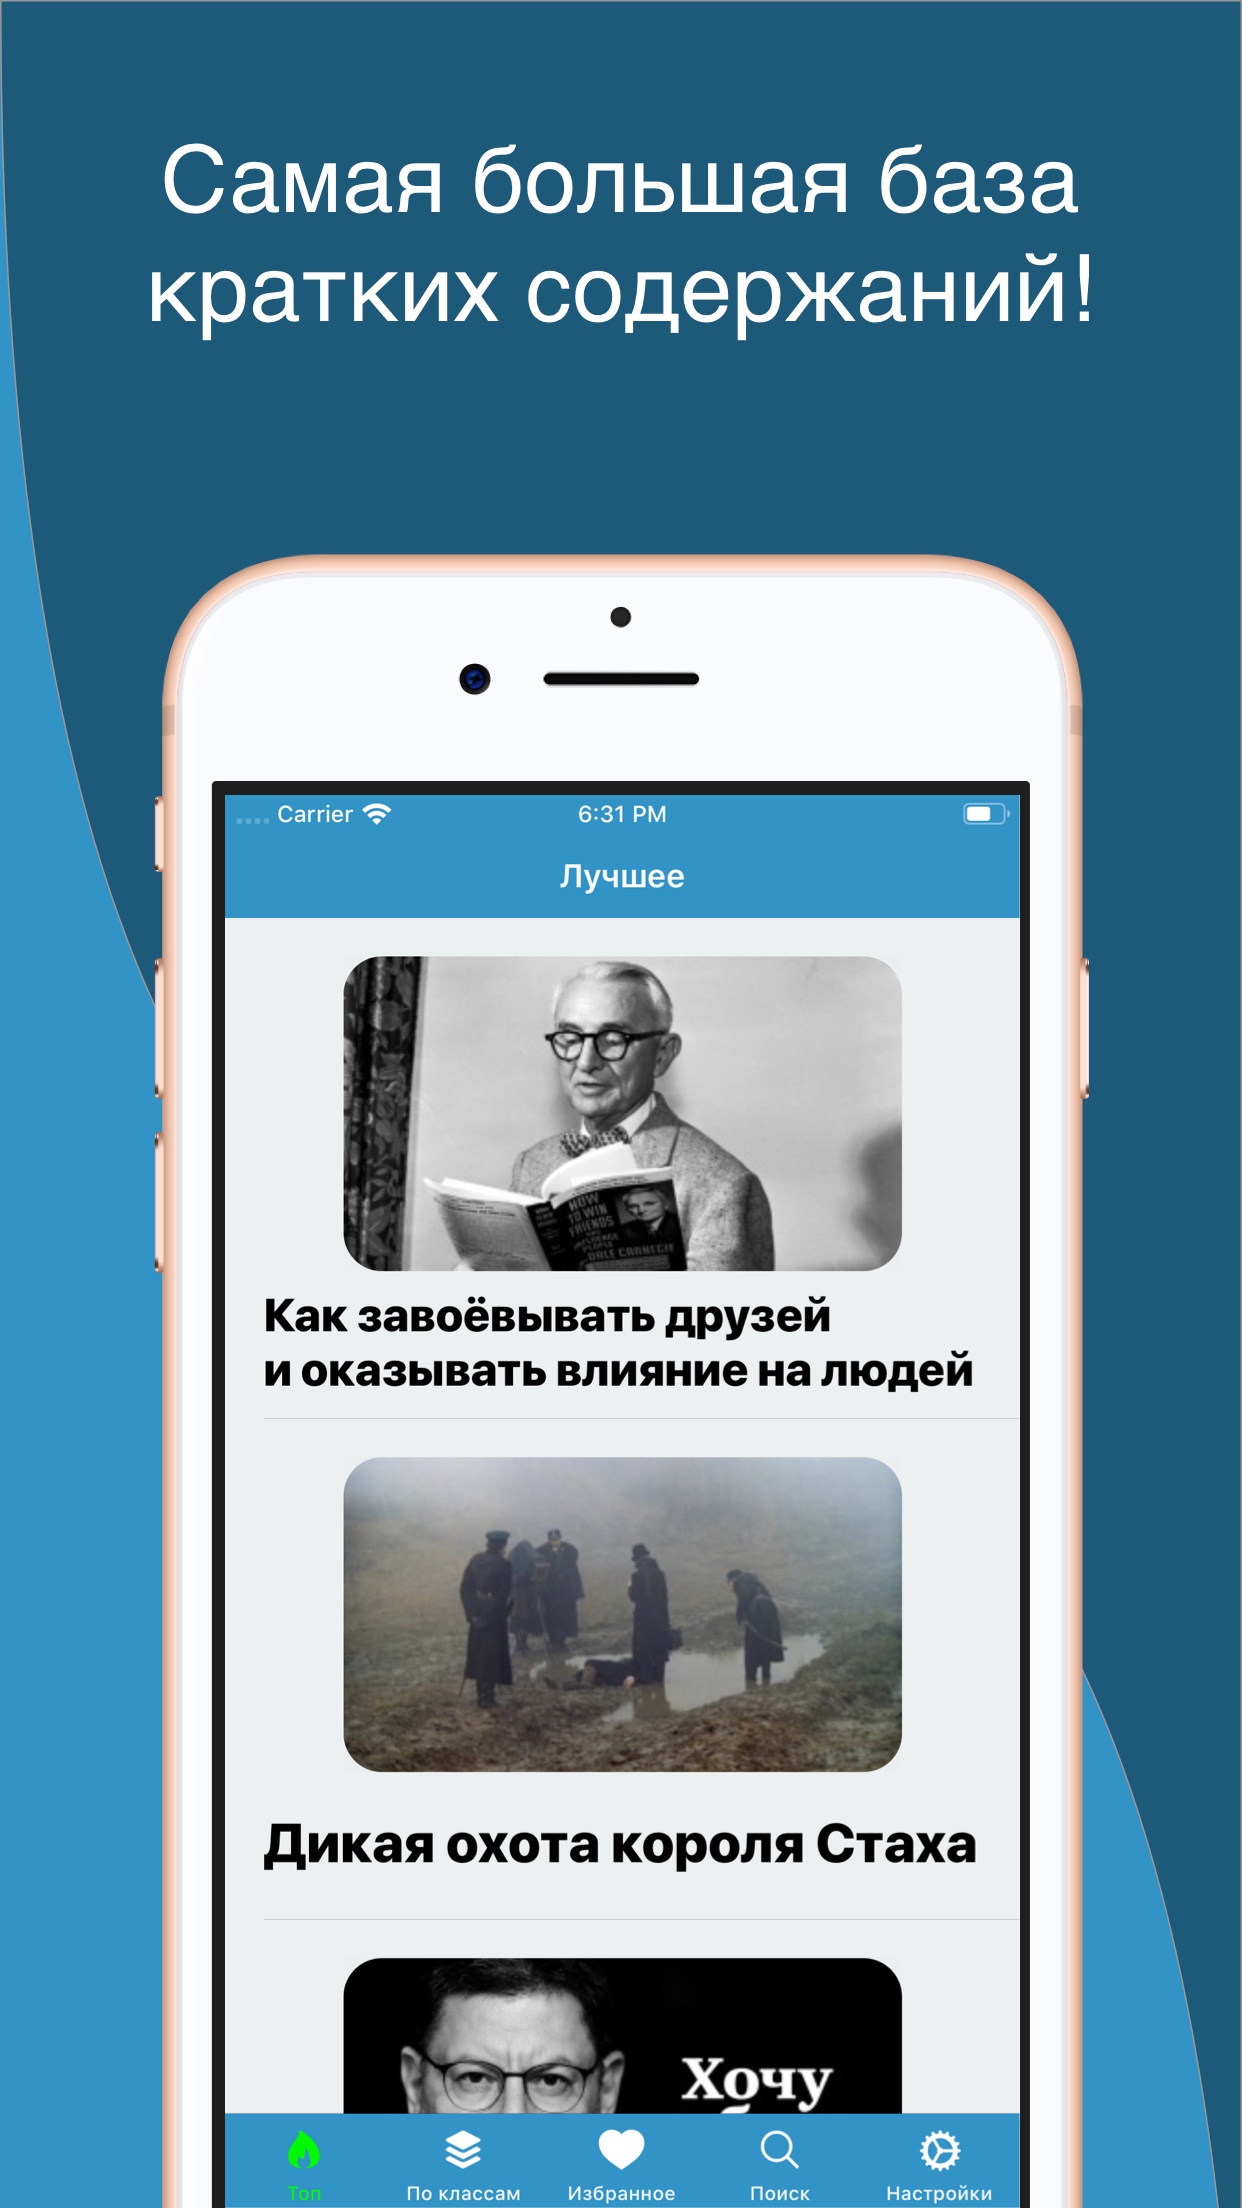 Самая большая база
кратких содержаний!
Carrier
6:31 PM
Лучшее
HOW
TO WIN
FRIENDS
AND
INFLUENCE
PEOPLE
DALE CARNEGIE
Как завоёвывать друзей
и оказывать влияние на людей
Дикая охота короля Стаха
Хочу
Топ
По классам
Избранное
Поиск
Настройки